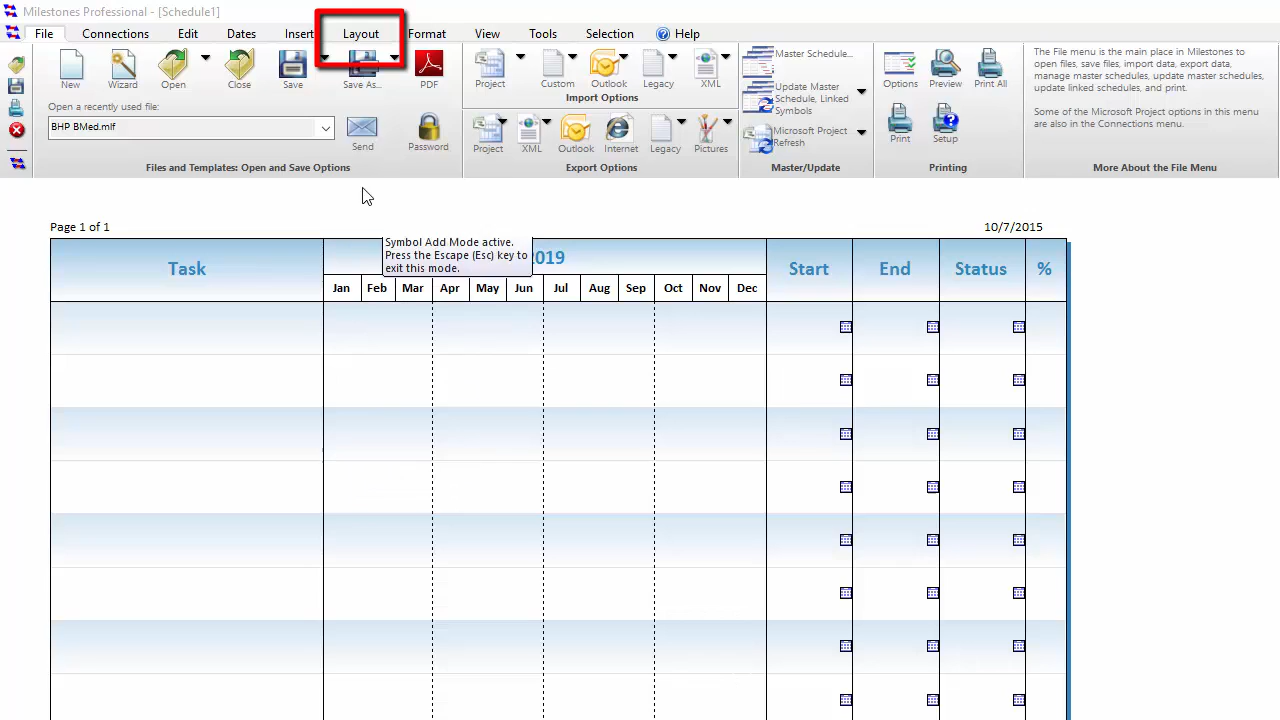 Milestones Professional - [Schedule1]
File Connections Edit Dates Insert Layout Format View Tools Selection Help
New Wizard Open Close Save Save As... PDF
Open a recently used file:
BHP BMed.mlf
Send Password
Files and Templates: Open and Save Options
Project Custom Outlook Legacy XML
Import Options
Project XML Outlook Internet Legacy Pictures
Export Options
Master Schedule...
Update Master
Schedule, Linked
Symbols
Microsoft Project
Refresh
Master/Update
Options Preview Print All
Print Setup
Printing
The File menu is the main place in Milestones to
open files, save files, import data, export data,
manage master schedules, update master schedules,
update linked schedules, and print.
Some of the Microsoft Project options in this menu
are also in the Connections menu.
More About the File Menu
Page 1 of 1 10/7/2015
Symbol Add Mode active.
Press the Escape (Esc) key to
exit this mode.
Task 2019 Start End Status %
Jan Feb Mar Apr May Jun Jul Aug Sep Oct Nov Dec